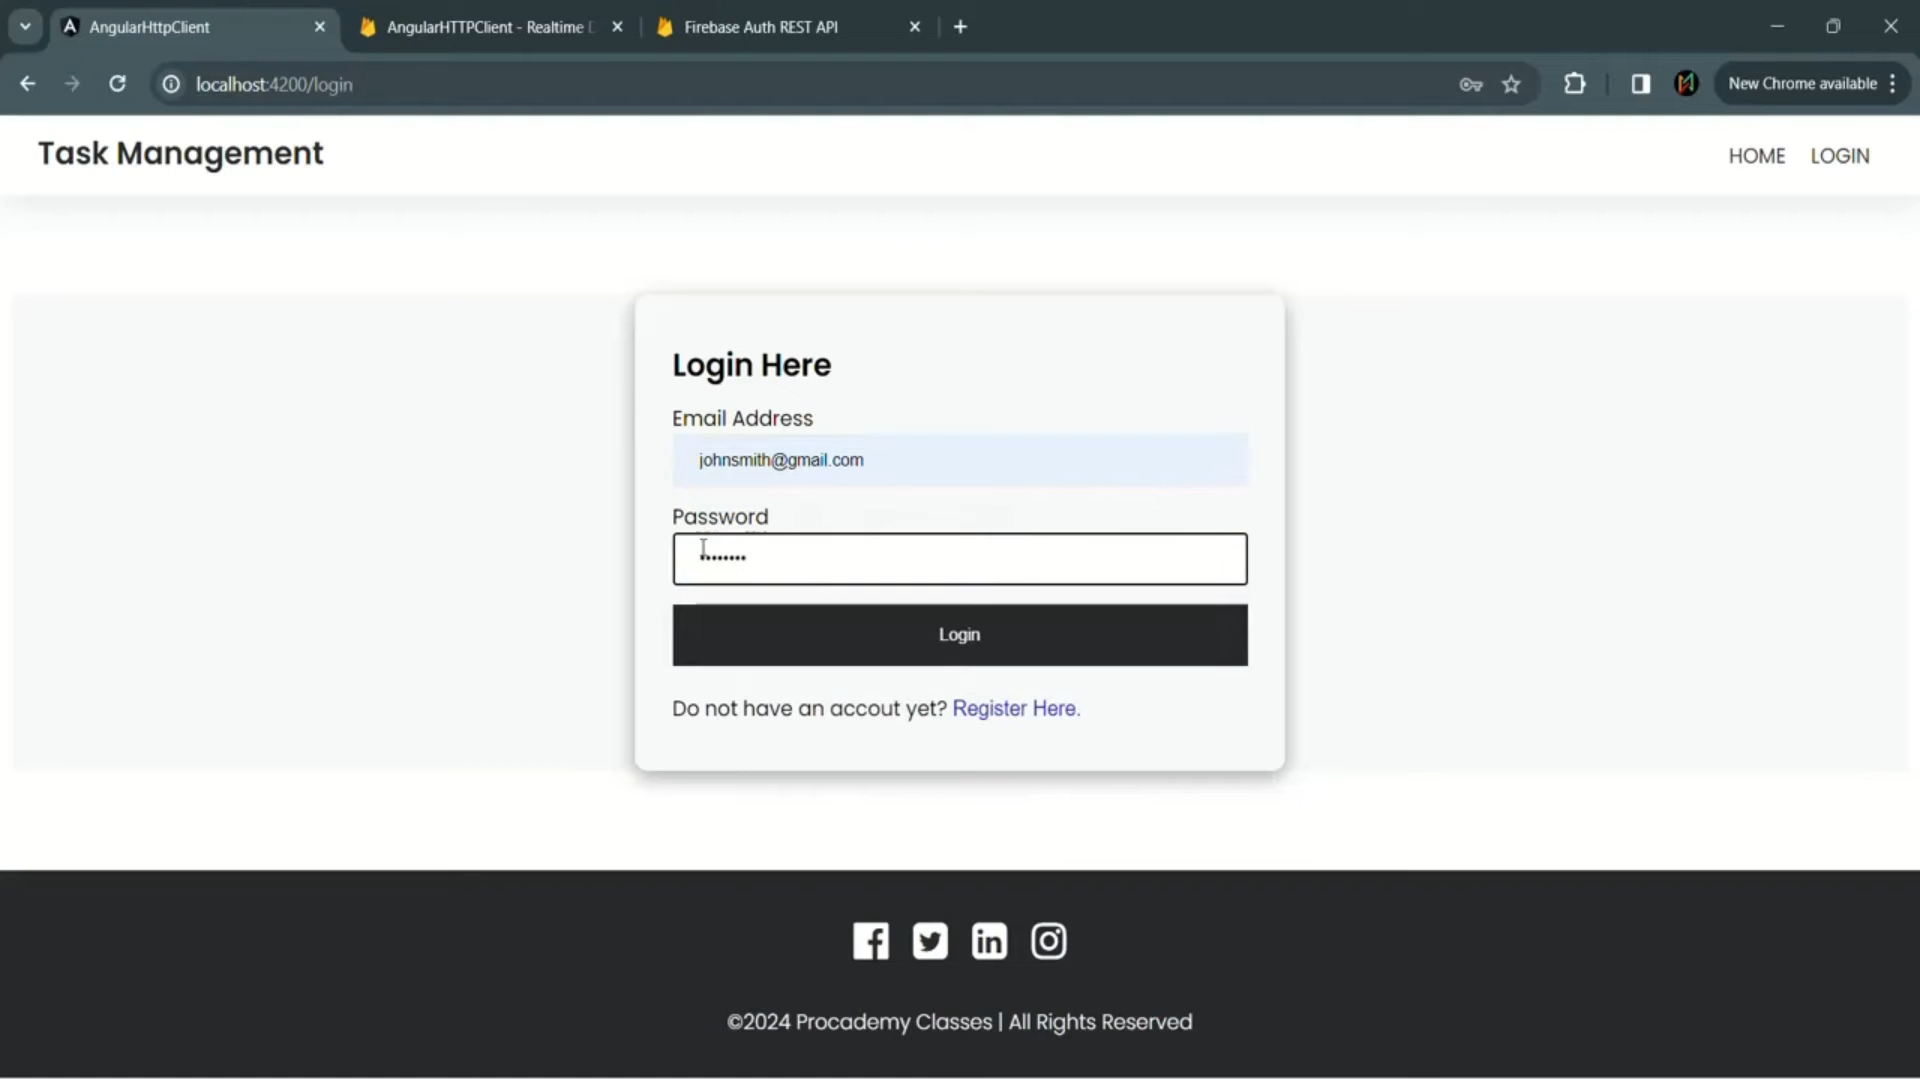 AngularHttpClient
AngularHTTPClient - Realtime
Firebase Auth REST API
localhost:4200/login
New Chrome available
Task Management
HOME LOGIN
Login Here
Email Address
johnsmith@gmail.com
Password
Login
Do not have an accout yet? Register Here.
©2024 Procademy Classes | All Rights Reserved